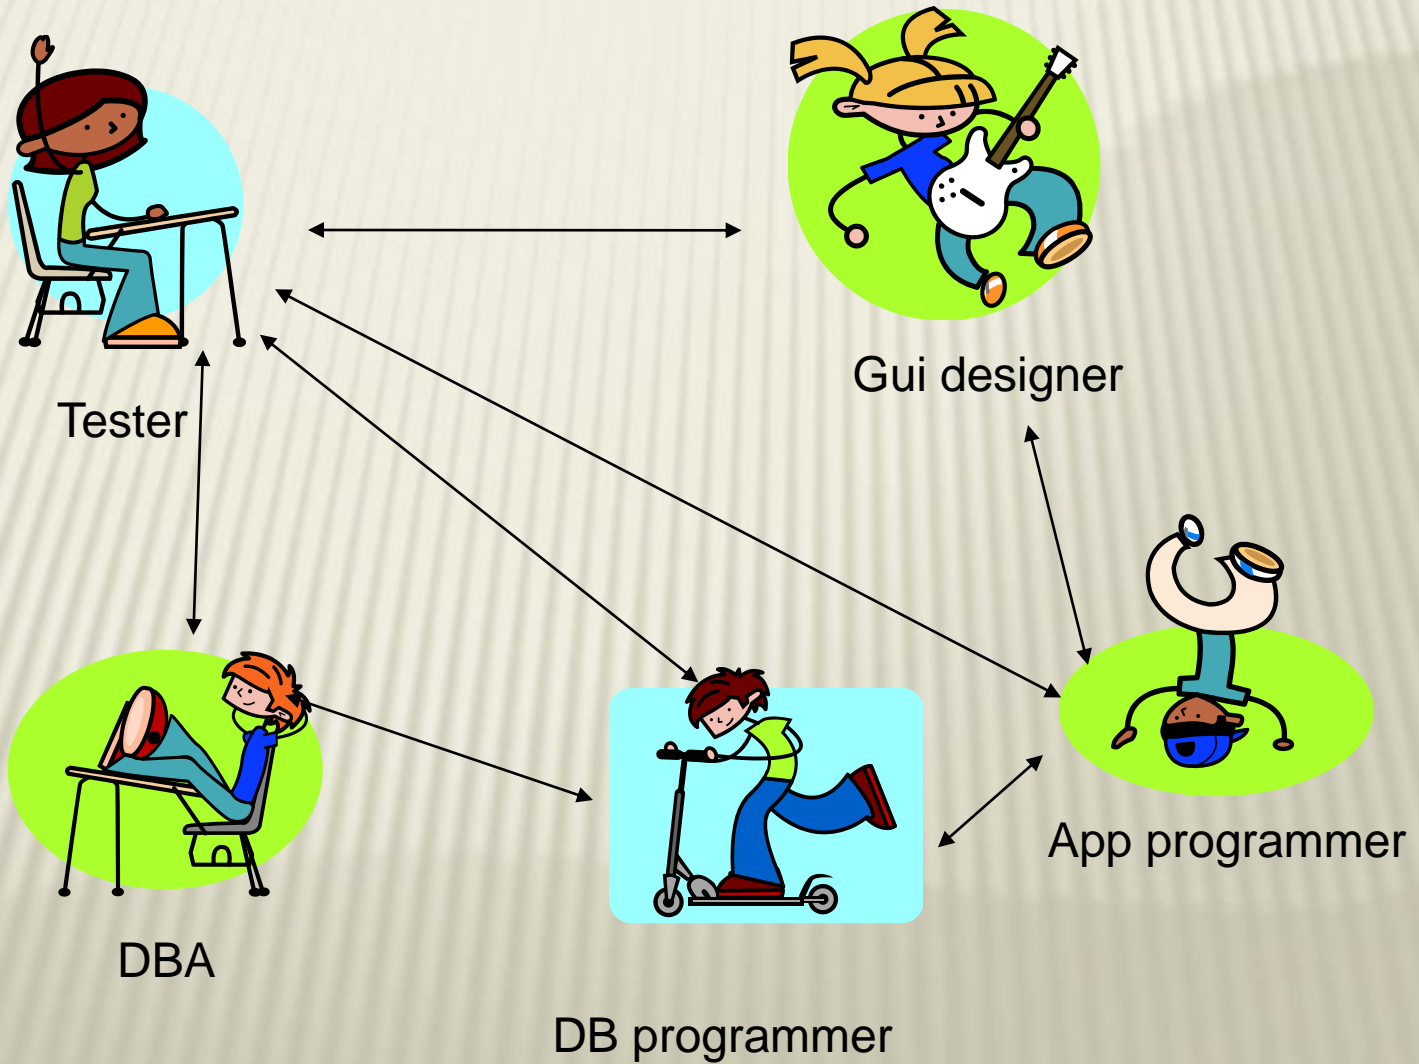 Gui designer
Tester
App programmer
DBA
DB programmer